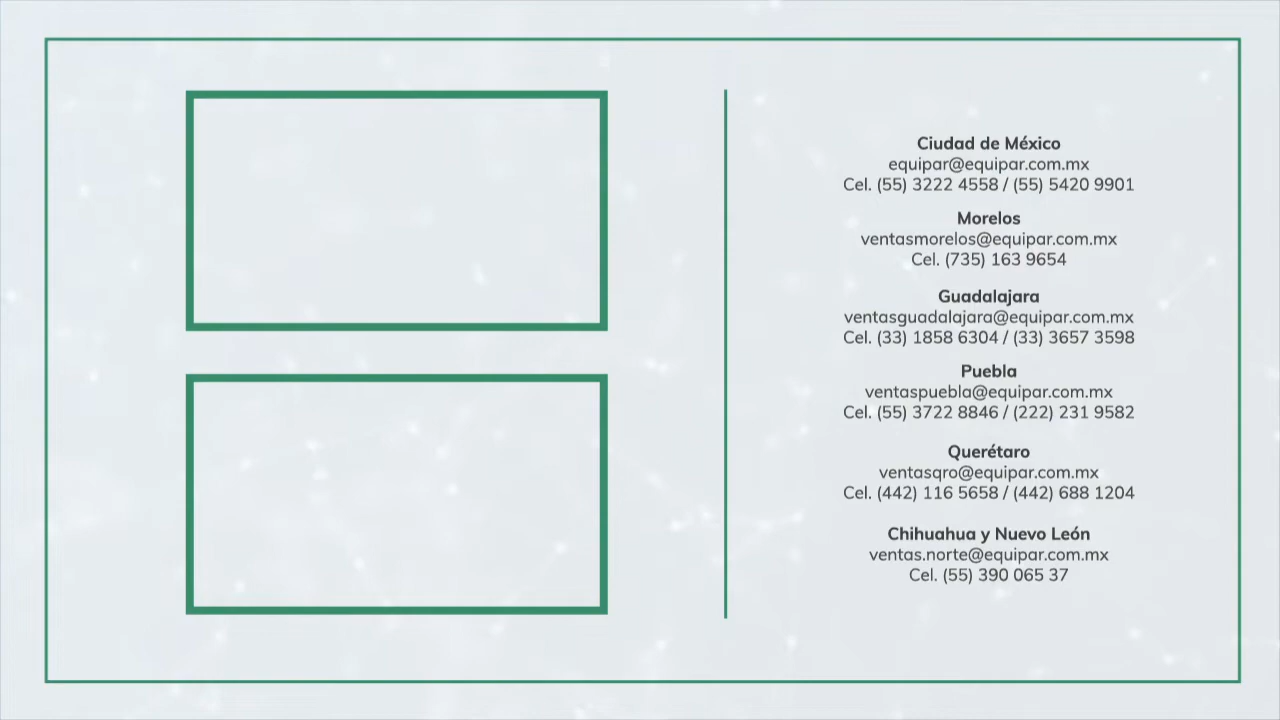 Ciudad de México
equipar@equipar.com.mx
Cel. (55) 3222 4558 / (55) 5420 9901
Morelos
ventasmorelos@equipar.com.mx
Cel. (735) 163 9654
Guadalajara
ventasguadalajara@equipar.com.mx
Cel. (33) 1858 6304 / (33) 3657 3598
Puebla
ventaspuebla@equipar.com.mx
Cel. (55) 3722 8846 / (222) 231 9582
Querétaro
ventasqro@equipar.com.mx
Cel. (442) 116 5658 / (442) 688 1204
Chihuahua y Nuevo León
ventas.norte@equipar.com.mx
Cel. (55) 390 065 37